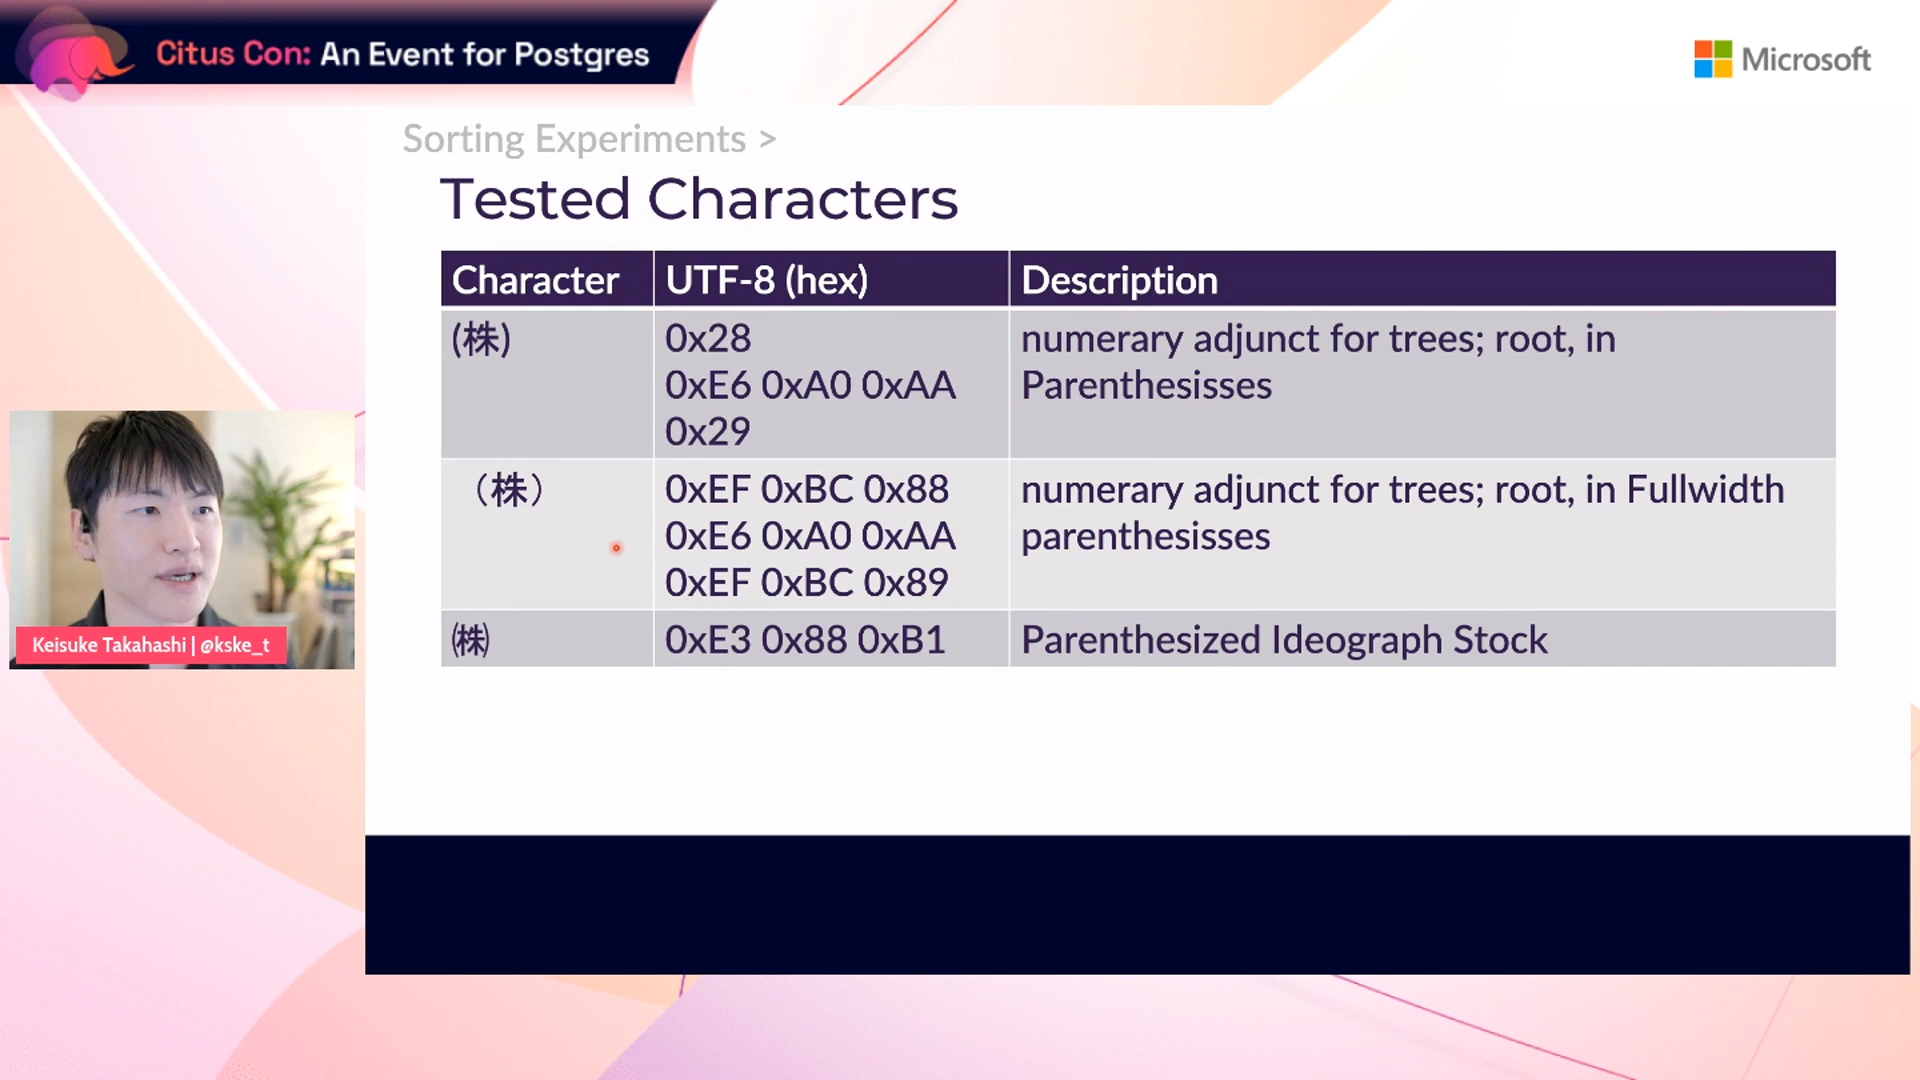 Citus Con: An Event for Postgres
Microsoft
Sorting Experiments >
Tested Characters
Character UTF-8 (hex) Description
(株) 0x28 numerary adjunct for trees; root, in
0xE6 0xA0 0xAA Parenthesisses
0x29
（株） 0xEF 0xBC 0x88 numerary adjunct for trees; root, in Fullwidth
0xE6 0xA0 0xAA parenthesisses
0xEF 0xBC 0x89
㈱ 0xE3 0x88 0xB1 Parenthesized Ideograph Stock
Keisuke Takahashi | @kske_t